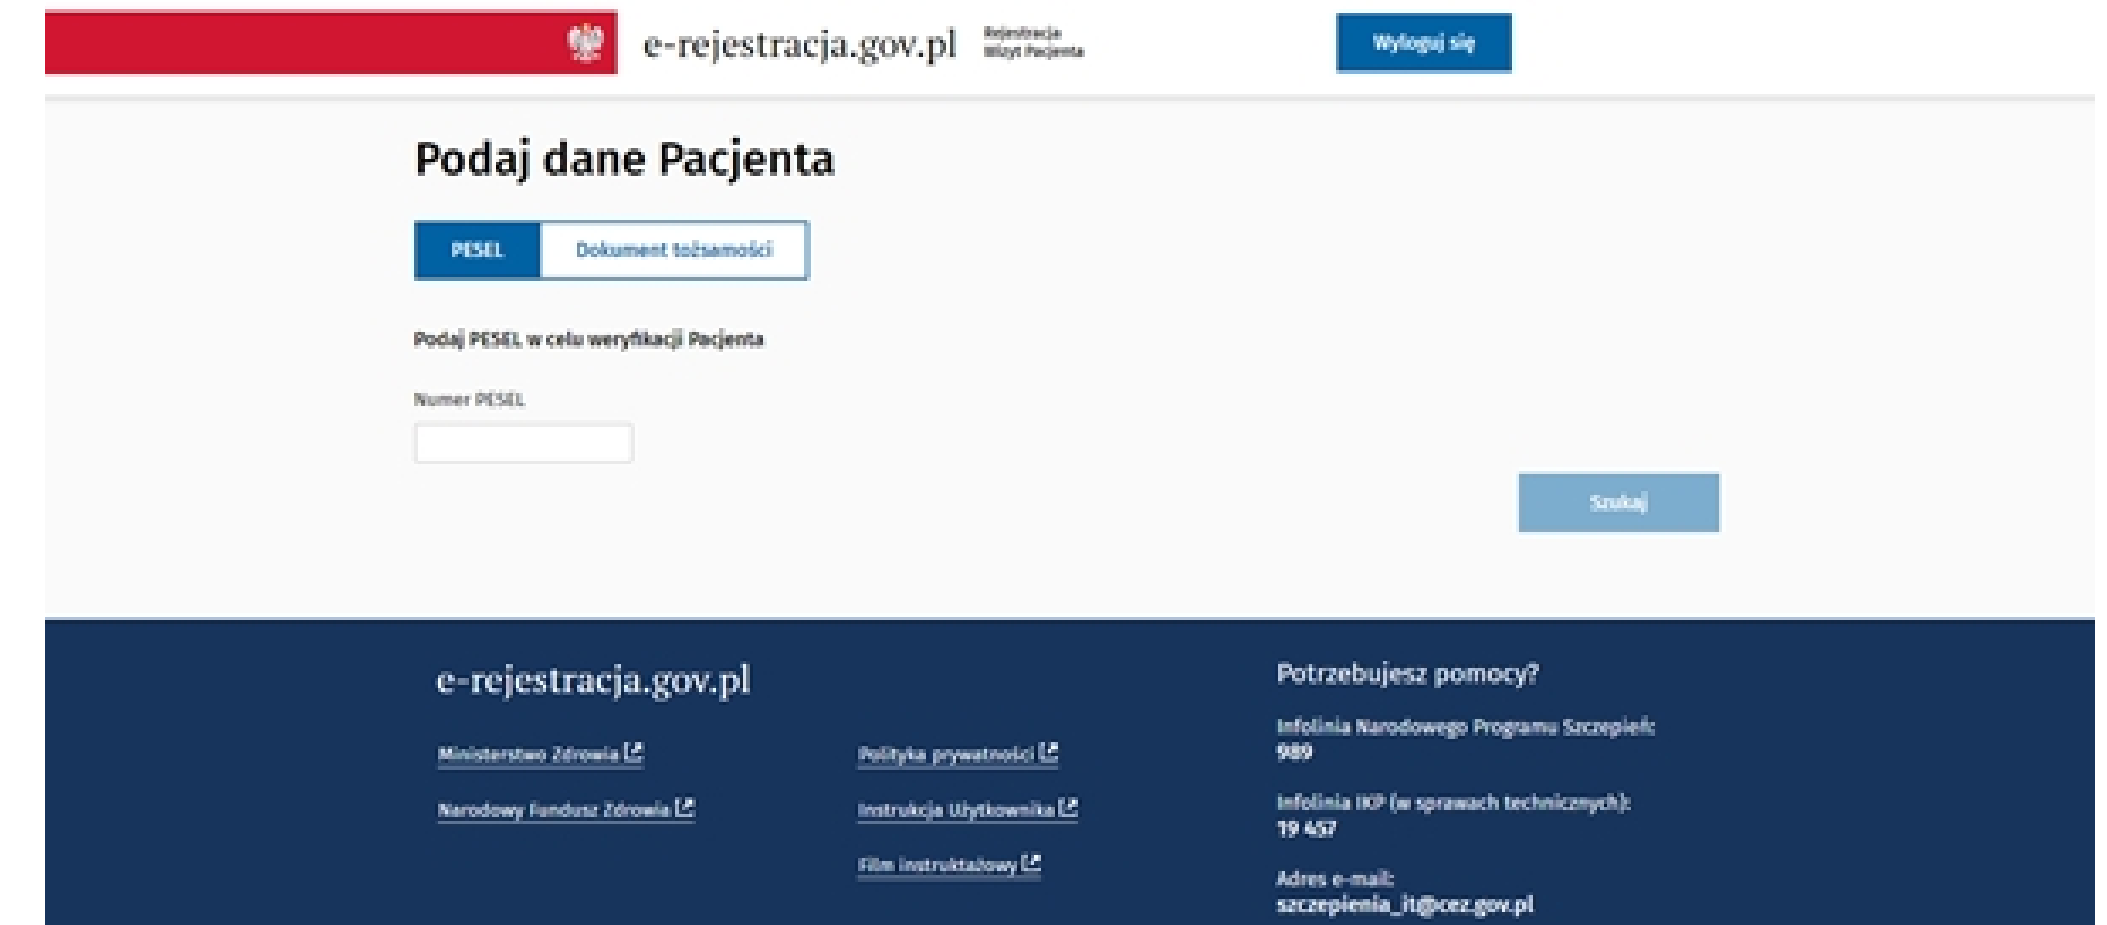 e-rejestracja.gov.pl
Rejestracja
Wizyt Pacjenta
Wyloguj się
Podaj dane Pacjenta
PESEL
Dokument tożsamości
Podaj PESEL w celu weryfikacji Pacjenta
Numer PESEL
Szukaj
e-rejestracja.gov.pl
Ministerstwo Zdrowia
Narodowy Fundusz Zdrowia
Polityka prywatności
Instrukcja Użytkownika
Film instruktażowy
Potrzebujesz pomocy?
Infolinia Narodowego Programu Szczepień:
989
Infolinia IKP (w sprawach technicznych):
19 457
Adres e-mail:
szczepienia_it@cez.gov.pl